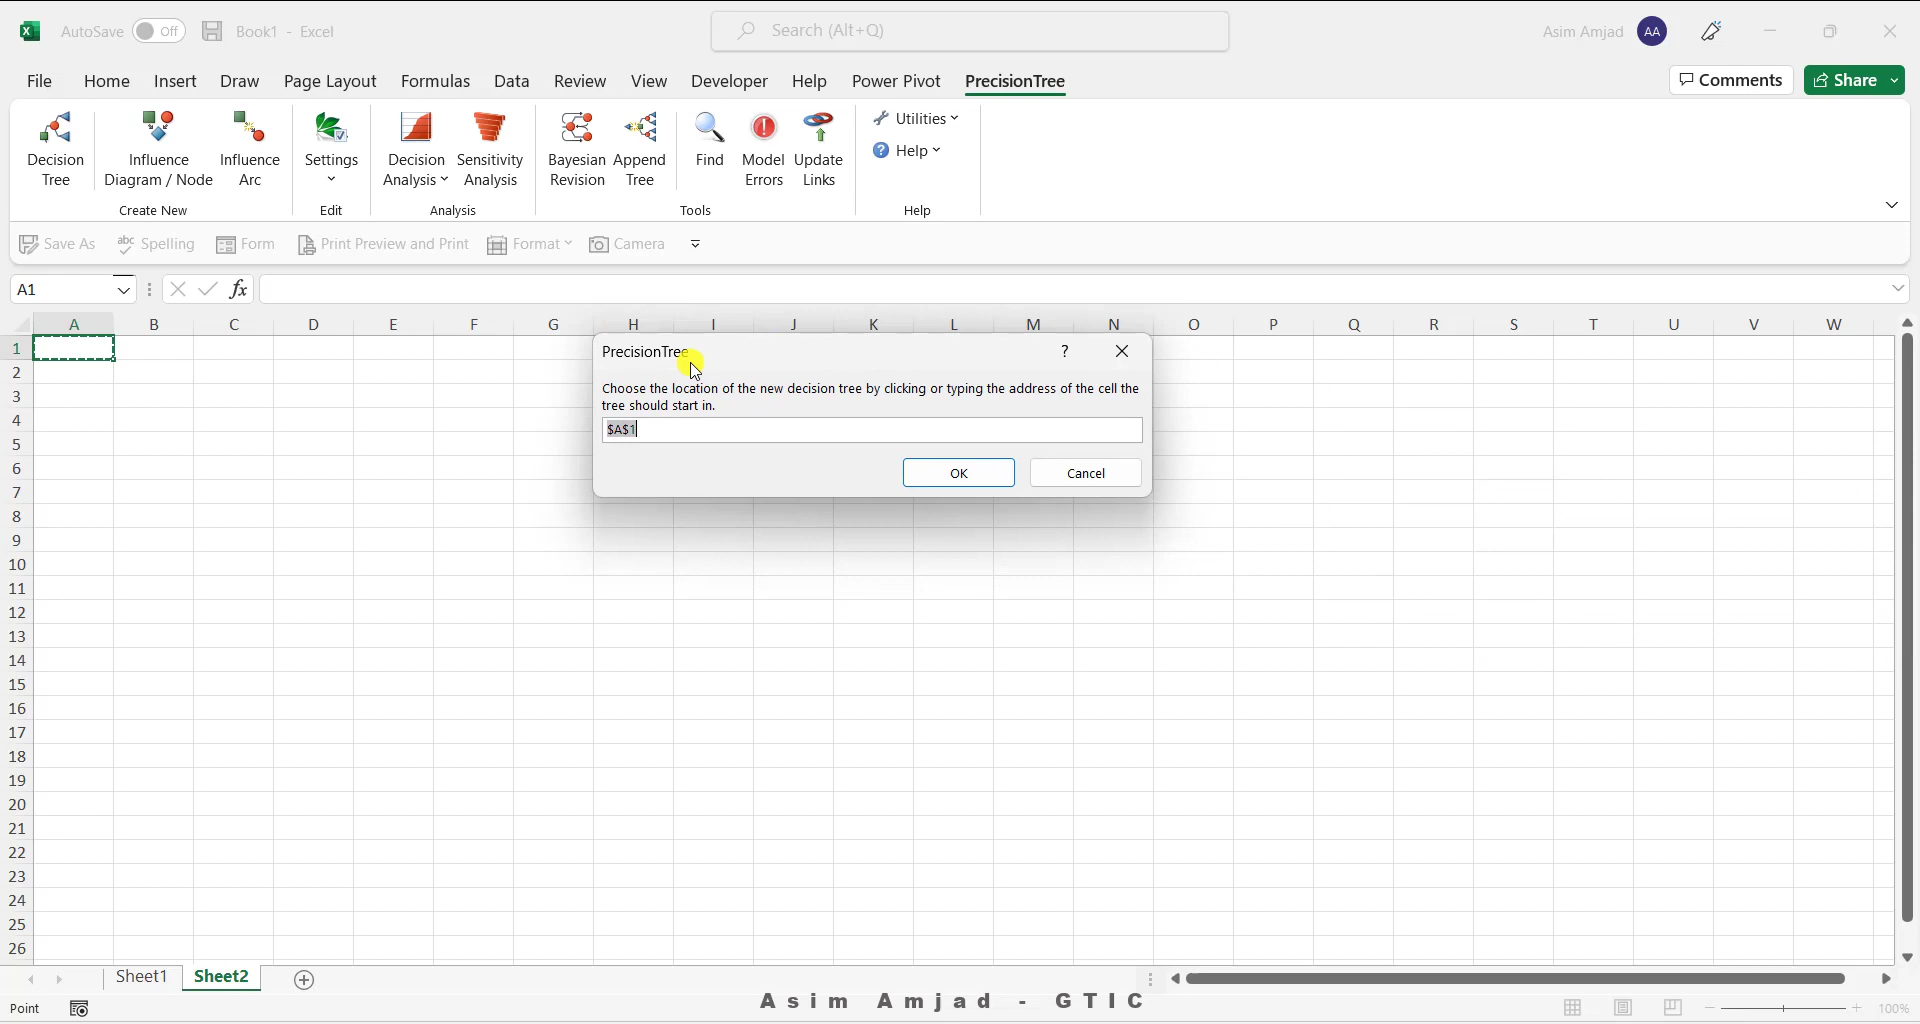 AutoSave Off Book1 - Excel Search (Alt+Q) Asim Amjad AA
File Home Insert Draw Page Layout Formulas Data Review View Developer Help Power Pivot PrecisionTree Comments Share
Decision Tree
Influence Diagram / Node
Influence Arc
Create New
Settings
Edit
Decision Analysis
Sensitivity Analysis
Analysis
Bayesian Revision
Append Tree
Find
Model Errors
Update Links
Tools
Utilities
Help
Help
Save As Spelling Form Print Preview and Print Format Camera
A1 fx
A B C D E F G H I J K L M N O P Q R S T U V W
1
2
3
4
5
6
7
8
9
10
11
12
13
14
15
16
17
18
19
20
21
22
23
24
25
26
PrecisionTree ?
Choose the location of the new decision tree by clicking or typing the address of the cell the
tree should start in.
$A$1
OK Cancel
Sheet1 Sheet2
Asim Amjad - GTIC
Point 100%